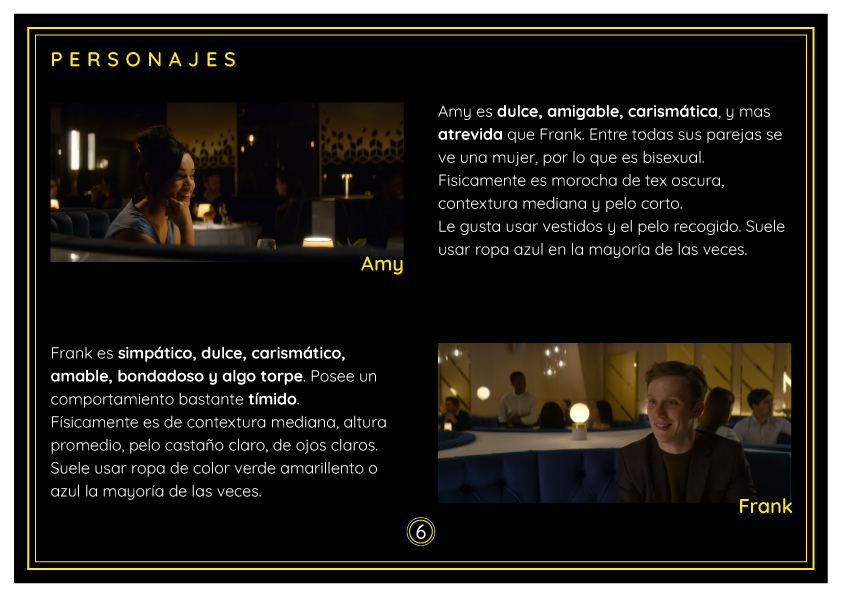 PERSONAJES
Amy es dulce, amigable, carismática, y mas
atrevida que Frank. Entre todas sus parejas se
ve una mujer, por lo que es bisexual.
Fisicamente es morocha de tex oscura,
contextura mediana y pelo corto.
Le gusta usar vestidos y el pelo recogido. Suele
usar ropa azul en la mayoría de las veces.
Amy
Frank es simpático, dulce, carismático,
amable, bondadoso y algo torpe. Posee un
comportamiento bastante tímido.
Físicamente es de contextura mediana, altura
promedio, pelo castaño claro, de ojos claros.
Suele usar ropa de color verde amarillento o
azul la mayoría de las veces.
Frank
6